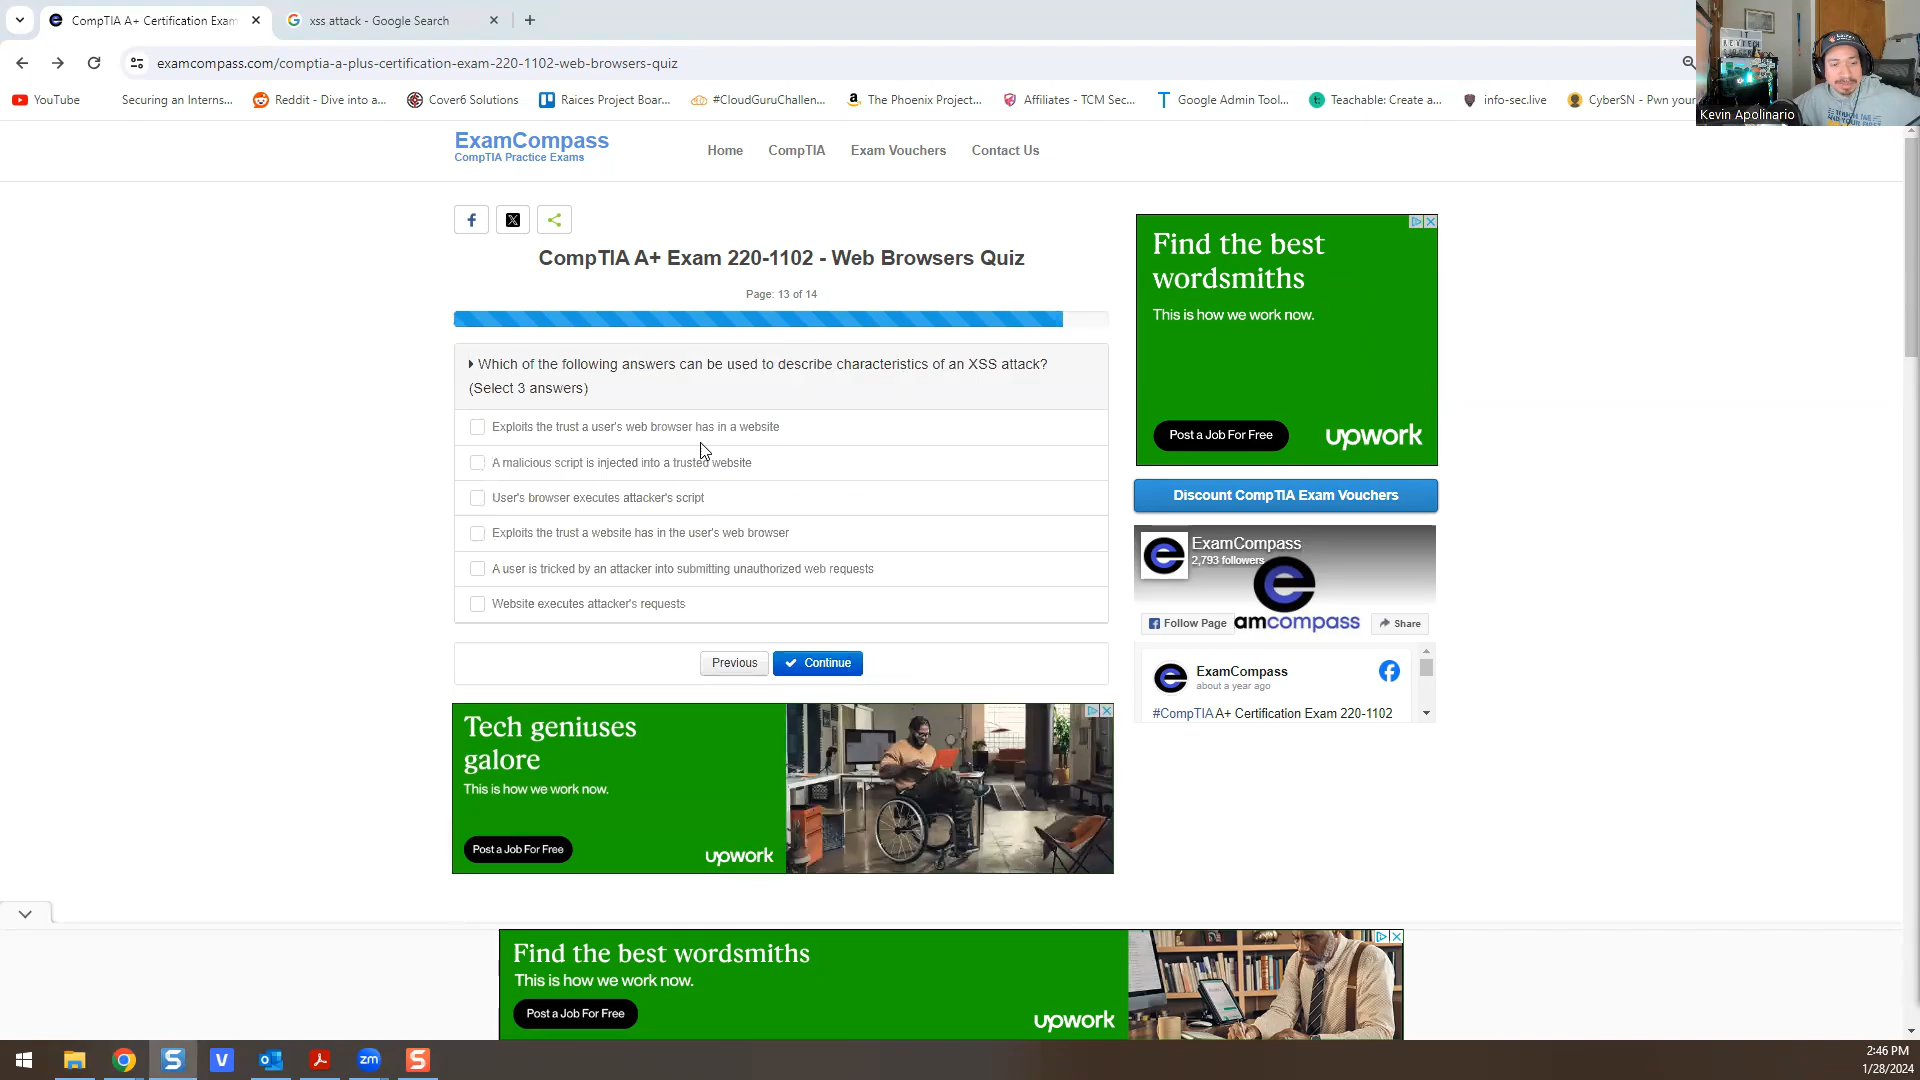 CompTIA A+ Certification Exam
xss attack - Google Search
examcompass.com/comptia-a-plus-certification-exam-220-1102-web-browsers-quiz
YouTube
Securing an Interns...
Reddit - Dive into a...
Cover6 Solutions
Raices Project Boar...
#CloudGuruChallen...
The Phoenix Project...
Affiliates - TCM Sec...
Google Admin Tool...
Teachable: Create a...
info-sec.live
CyberSN - Pwn your
Kevin Apolinario
ExamCompass
CompTIA Practice Exams
Home
CompTIA
Exam Vouchers
Contact Us
CompTIA A+ Exam 220-1102 - Web Browsers Quiz
Page: 13 of 14
Which of the following answers can be used to describe characteristics of an XSS attack?
(Select 3 answers)
Exploits the trust a user's web browser has in a website
A malicious script is injected into a trusted website
User's browser executes attacker's script
Exploits the trust a website has in the user's web browser
A user is tricked by an attacker into submitting unauthorized web requests
Website executes attacker's requests
Previous
Continue
Find the best
wordsmiths
This is how we work now.
Post a Job For Free
upwork
Discount CompTIA Exam Vouchers
ExamCompass
2,793 followers
Follow Page
amcompass
Share
ExamCompass
about a year ago
#CompTIA A+ Certification Exam 220-1102
Tech geniuses
galore
This is how we work now.
Post a Job For Free
upwork
Find the best wordsmiths
This is how we work now.
Post a Job For Free
upwork
zm
2:46 PM
1/28/2024